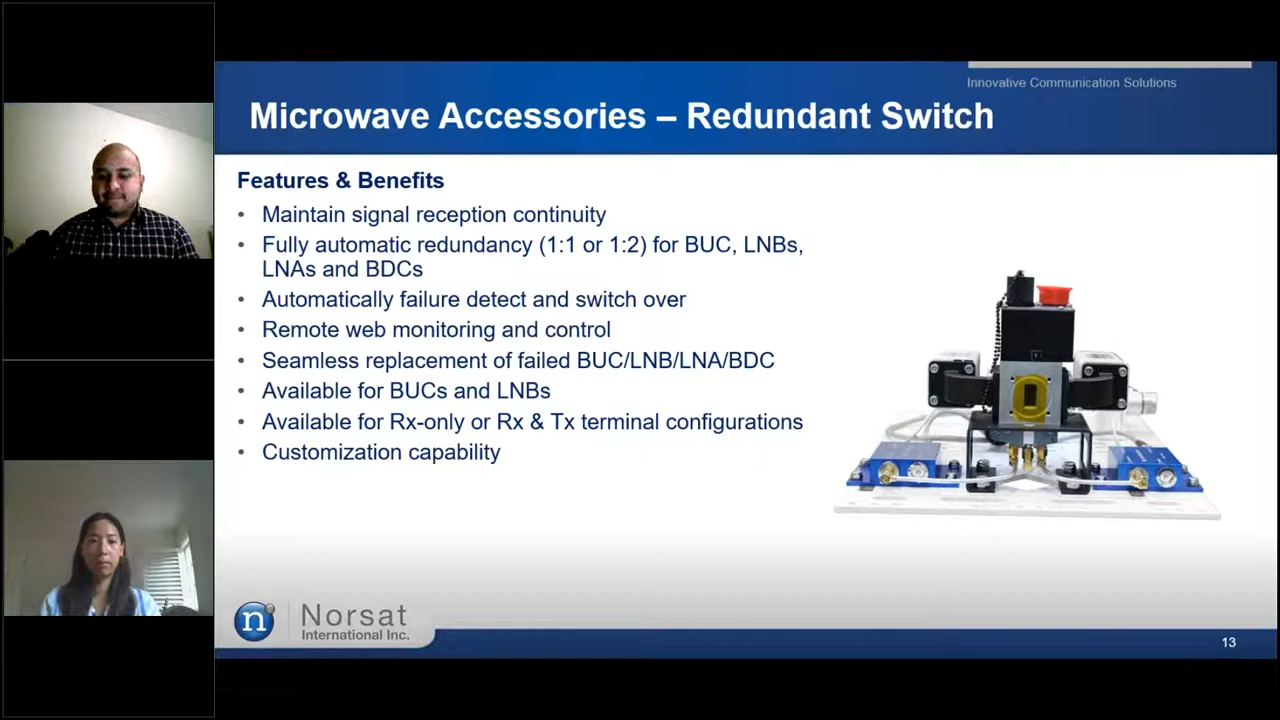 Innovative Communication Solutions
Microwave Accessories – Redundant Switch
Features & Benefits
• Maintain signal reception continuity
• Fully automatic redundancy (1:1 or 1:2) for BUC, LNBs,
LNAs and BDCs
• Automatically failure detect and switch over
• Remote web monitoring and control
• Seamless replacement of failed BUC/LNB/LNA/BDC
• Available for BUCs and LNBs
• Available for Rx-only or Rx & Tx terminal configurations
• Customization capability
n
Norsat
International Inc.
13